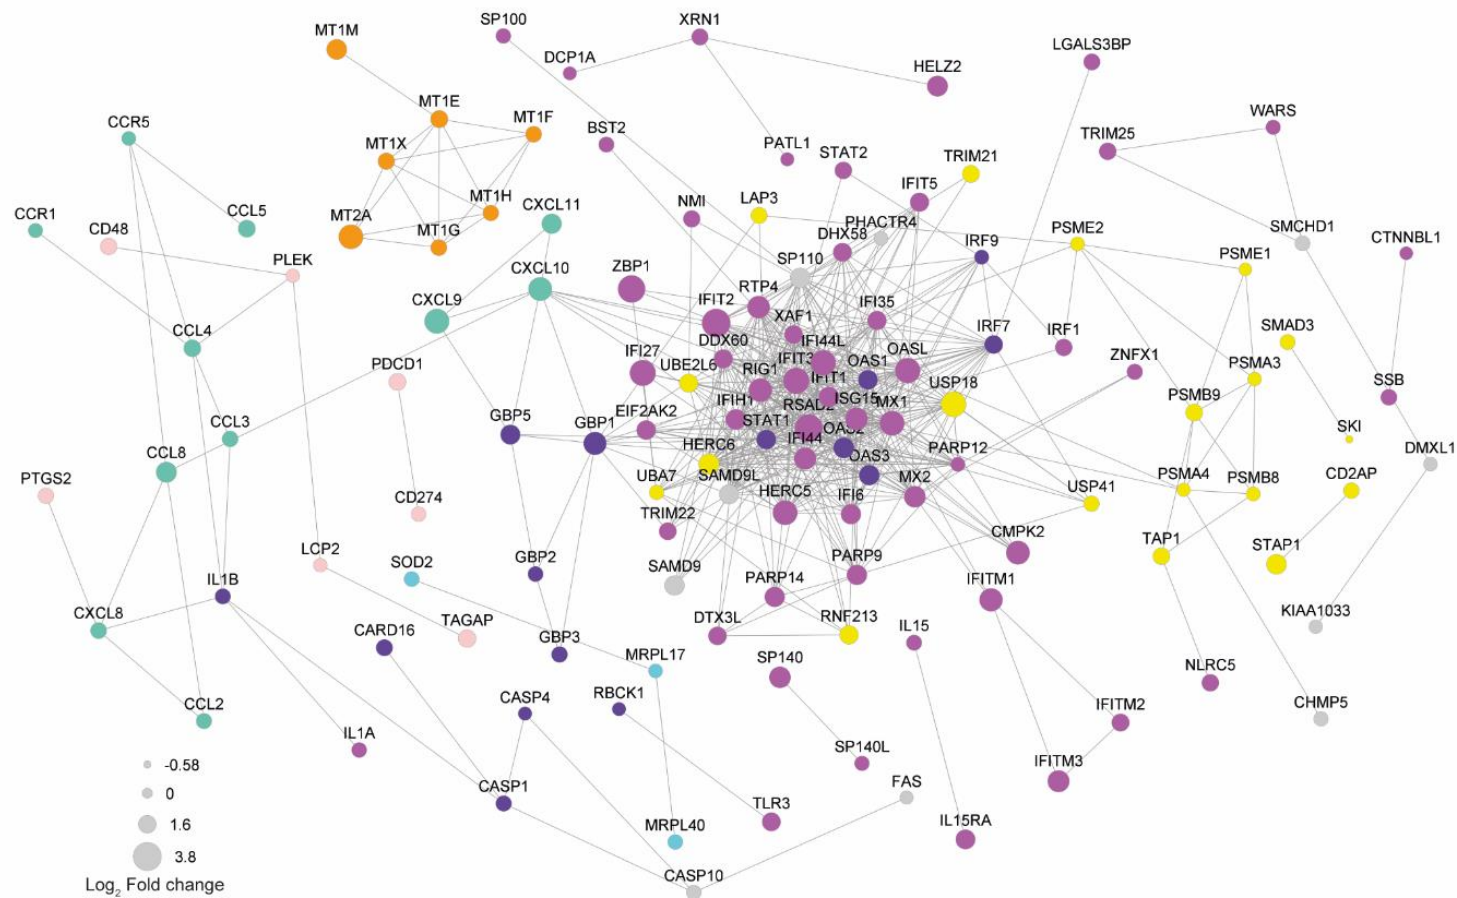 SP100
XRN1
MT1M
DCP1A
LGALS3BP
HELZ2
MT1E
MT1F
CCR5
BST2
WARS
MT1X
PATL1
TRIM25
STAT2
TRIM21
MT1H
IFIT5
CCR1
CCL5
CXCL11
NMI
LAP3
CD48
MT2A
MT1G
PHACTR4
PSME2
SMCHD1
DHX58
IRF9
CTNNBL1
PLEK
CXCL10
ZBP1
SP110
PSME1
RTP4
CXCL9
IFIT2
IFI35
XAF1
CCL4
IRF7
IRF1
SMAD3
DDX60
IFI44L
IFI27
UBE2L6
IFIT3
OAS1
OASL
ZNFX1
PDCD1
RIG1
IFIT1
PSMA3
SSB
USP18
PSMB9
IFIH1
RSAD2
ISG15
MX1
EIF2AK2
GBP5
GBP1
STAT1
CCL3
OAS2
SKI
IFI44
HERC6
PARP12
DMXL1
CCL8
OAS3
PTGS2
UBA7
SAMD9L
MX2
USP41
PSMA4
PSMB8
CD2AP
CD274
HERC5
IFI6
TRIM22
CMPK2
TAP1
STAP1
LCP2
SOD2
GBP2
SAMD9
PARP9
IL1B
PARP14
IFITM1
CXCL8
TAGAP
CARD16
GBP3
DTX3L
RNF213
IL15
KIAA1033
MRPL17
SP140
NLRC5
RBCK1
CASP4
CCL2
CHMP5
IFITM2
IL1A
SP140L
IFITM3
-0.58
CASP1
FAS
0
TLR3
IL15RA
1.6
MRPL40
3.8
CASP10
Log2 Fold change